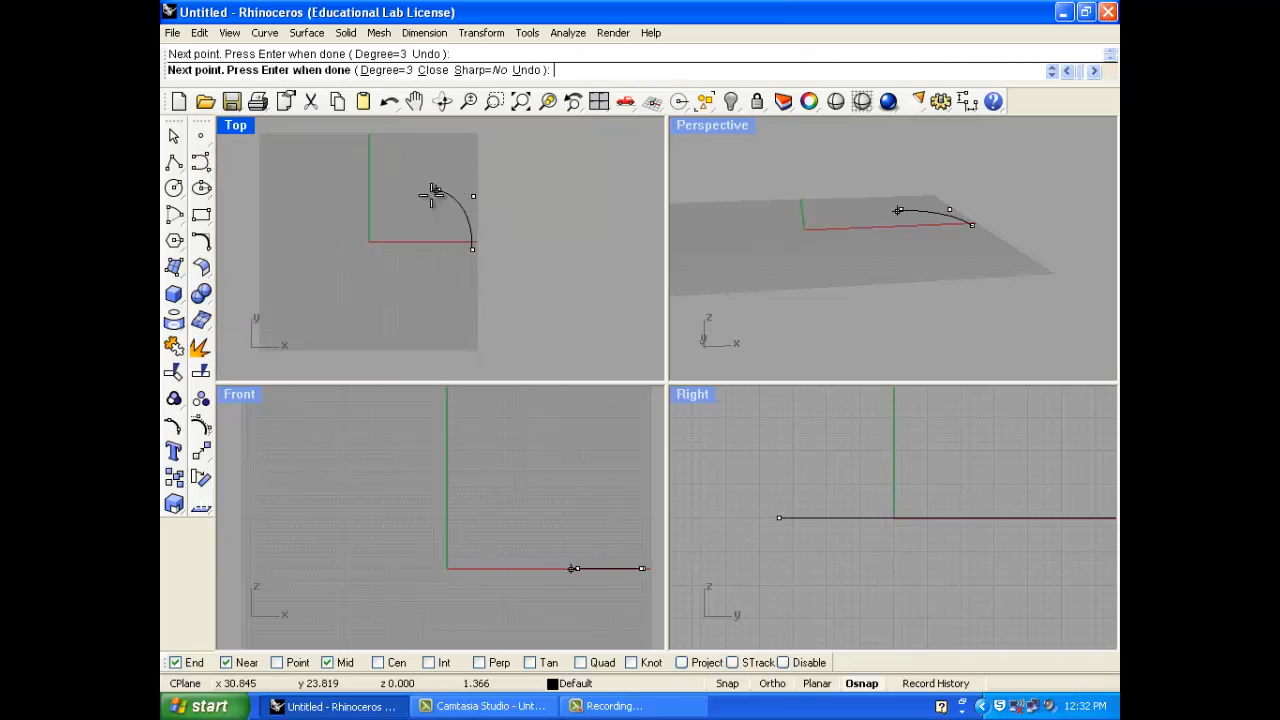 Untitled - Rhinoceros (Educational Lab License)
File Edit View Curve Surface Solid Mesh Dimension Transform Tools Analyze Render Help
Next point. Press Enter when done ( Degree=3 Undo ):
Next point. Press Enter when done ( Degree=3 Close Sharp=No Undo ):
Top
Perspective
y
x
z
y
x
Front
Right
z
x
z
y
End Near Point Mid Cen Int Perp Tan Quad Knot Project STrack Disable
CPlane x 30.845 y 23.819 z 0.000 1.366 Default Snap Ortho Planar Osnap Record History
start Untitled - Rhinoceros ... Camtasia Studio - Unt... Recording... 12:32 PM